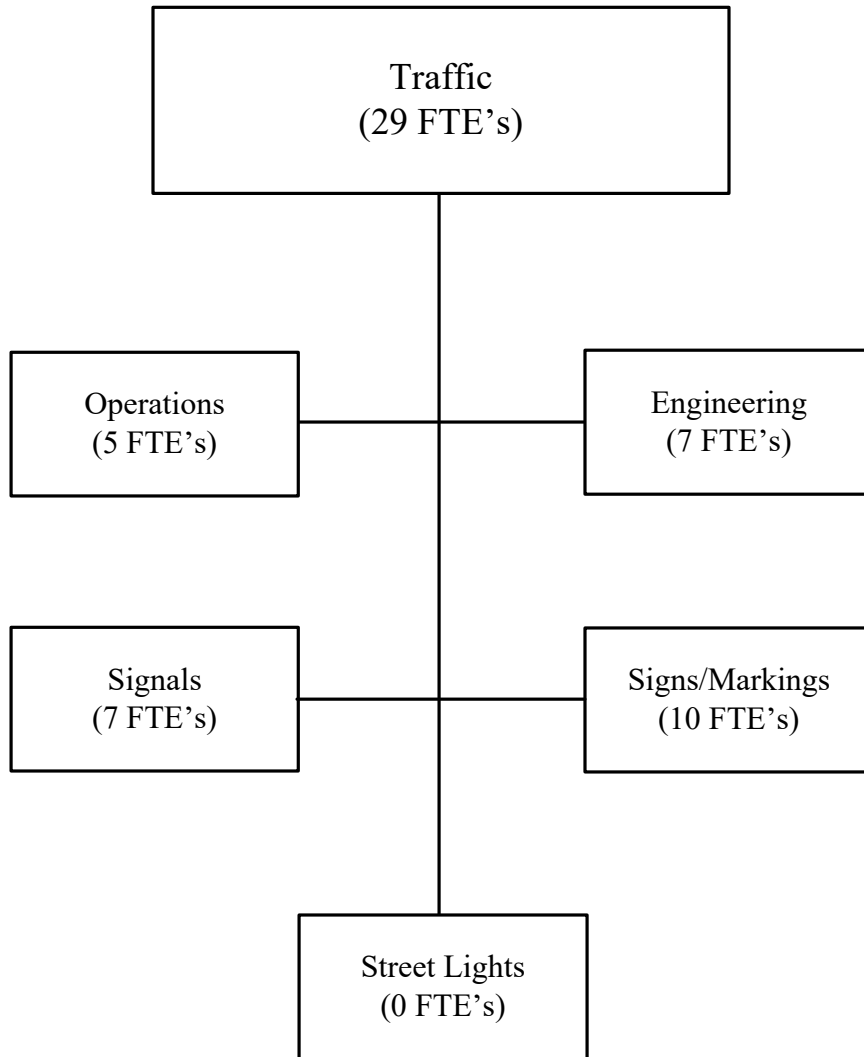 Traffic
(29 FTE’s)
Operations
(5 FTE’s)
Engineering
(7 FTE’s)
Signals
(7 FTE’s)
Signs/Markings
(10 FTE’s)
Street Lights
(0 FTE’s)